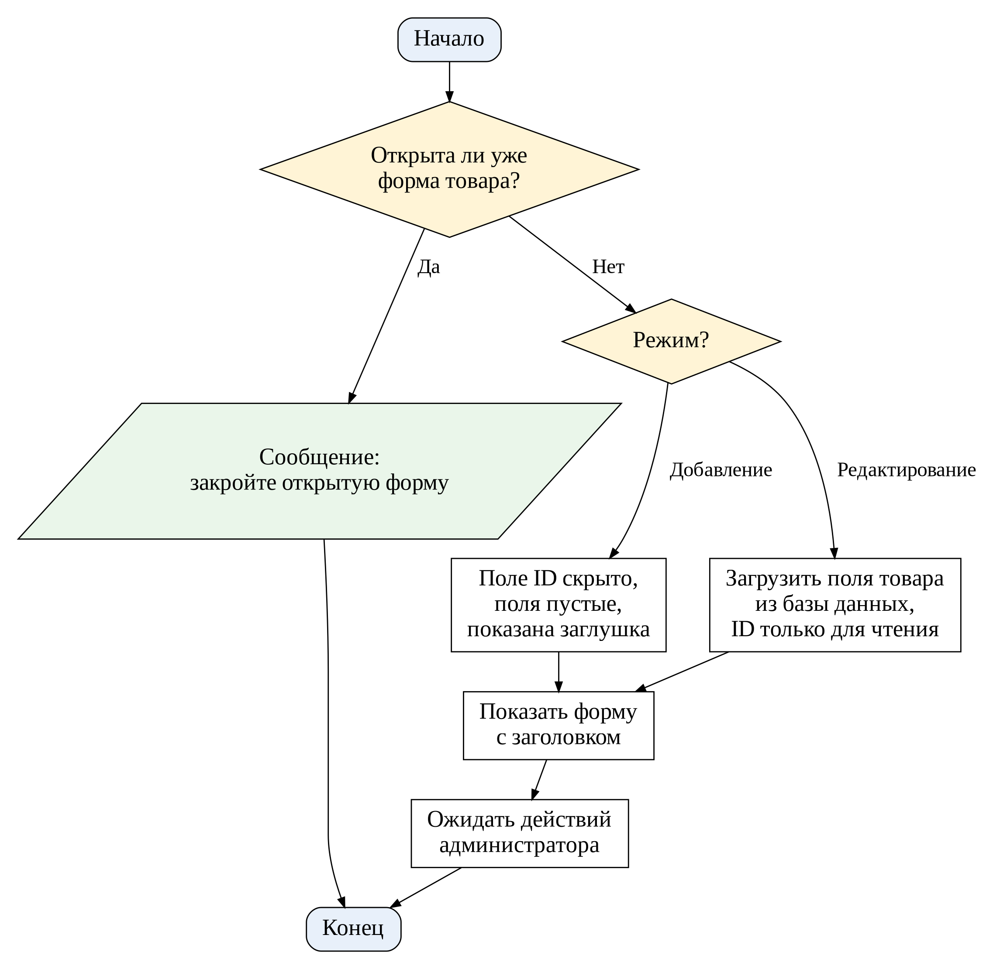 Начало
Открыта ли уже
форма товара?
Да
Нет
Режим?
Сообщение:
закройте открытую форму
Добавление
Редактирование
Поле ID скрыто,
поля пустые,
показана заглушка
Загрузить поля товара
из базы данных,
ID только для чтения
Показать форму
с заголовком
Ожидать действий
администратора
Конец